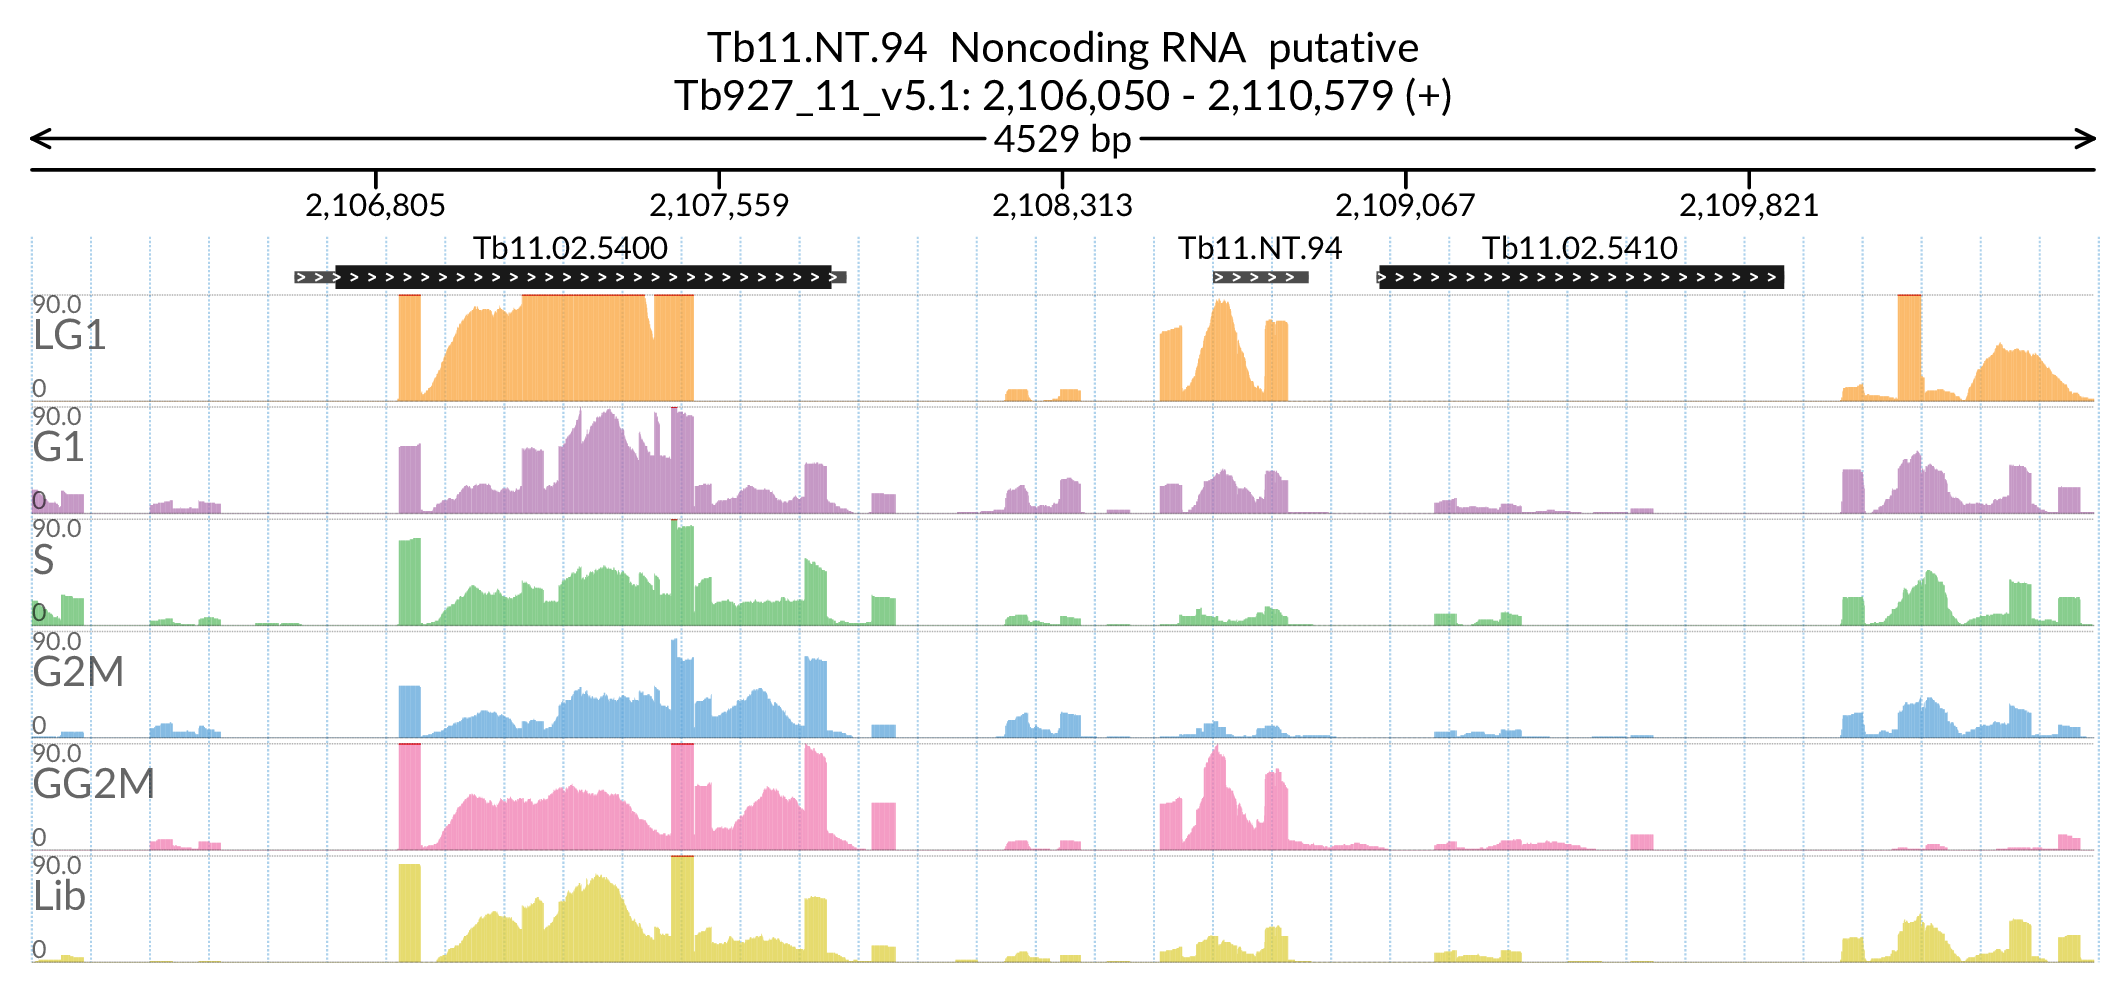 Tb11.NT.94  Noncoding RNA  putative
Tb927_11_v5.1: 2,106,050 - 2,110,579 (+)
4529 bp
2,106,805 2,107,559 2,108,313 2,109,067 2,109,821
Tb11.02.5400 Tb11.NT.94 Tb11.02.5410
90.0
LG1
0
90.0
G1
0
90.0
S
0
90.0
G2M
0
90.0
GG2M
0
90.0
Lib
0